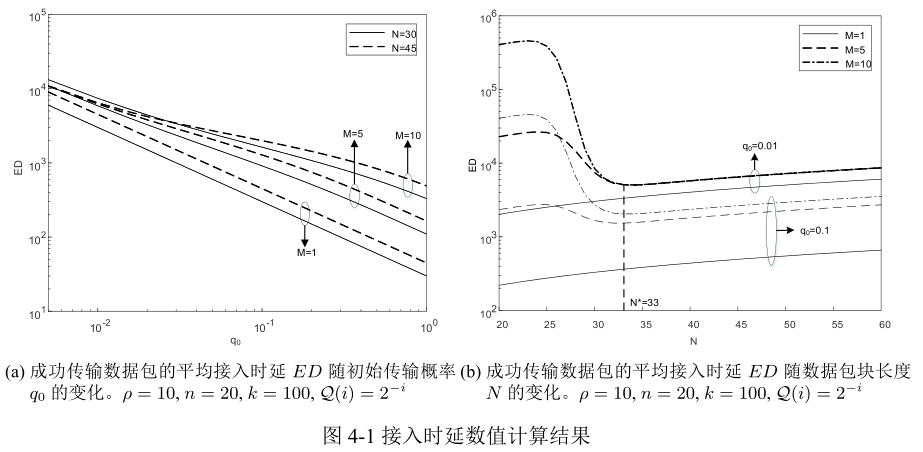 10^5
10^4
10^3
10^2
10^1
ED
N=30
N=45
M=5
M=10
M=1
10^-2
10^-1
10^0
q_0
10^6
10^5
10^4
10^3
10^2
ED
M=1
M=5
M=10
q_0=0.01
q_0=0.1
N*=33
20
25
30
35
40
45
50
55
60
N
(a) 成功传输数据包的平均接入时延 ED 随初始传输概率
q_0 的变化。ρ = 10, n = 20, k = 100, Q(i) = 2^{-i}
(b) 成功传输数据包的平均接入时延 ED 随数据包块长度
N 的变化。ρ = 10, n = 20, k = 100, Q(i) = 2^{-i}
图 4-1 接入时延数值计算结果